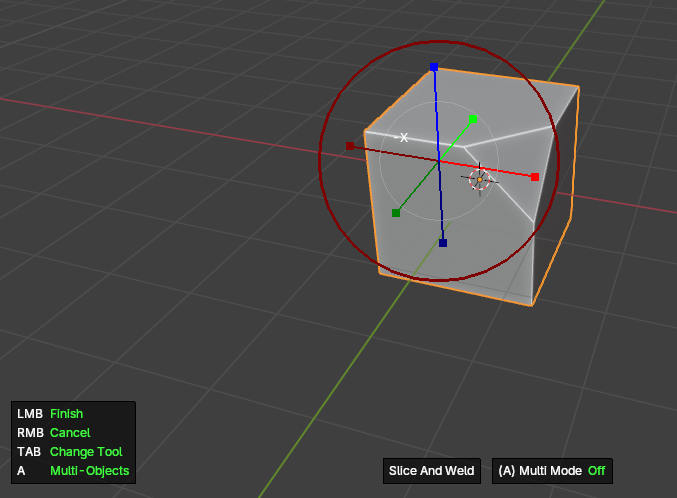 -X
LMB Finish
RMB Cancel
TAB Change Tool
A Multi-Objects
Slice And Weld (A) Multi Mode Off